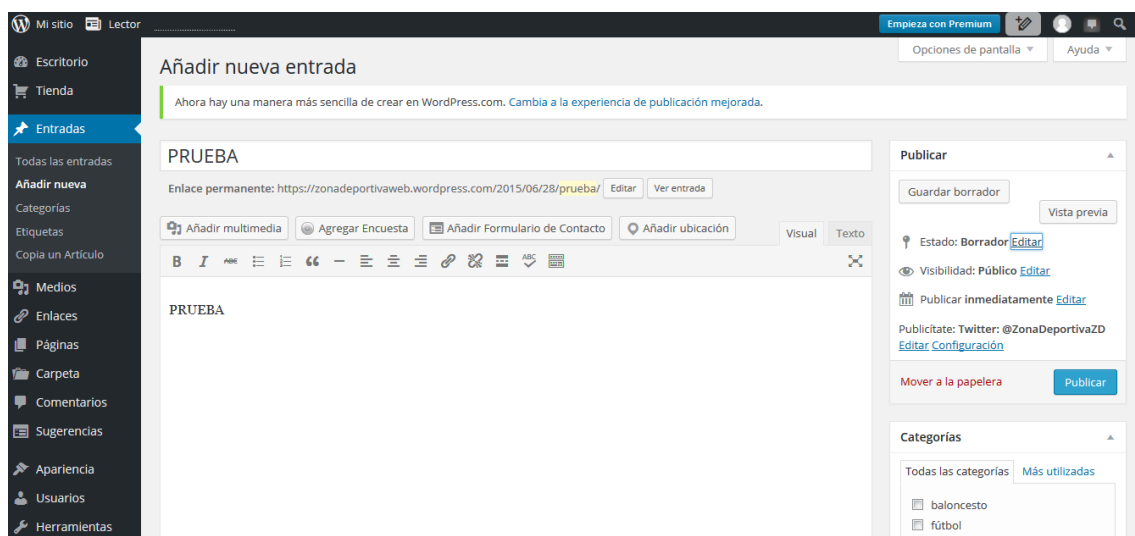 Mi sitio Lector Empieza con Premium
Opciones de pantalla Ayuda
Escritorio
Tienda
Entradas
Todas las entradas
Añadir nueva
Categorías
Etiquetas
Copia un Artículo
Medios
Enlaces
Páginas
Carpeta
Comentarios
Sugerencias
Apariencia
Usuarios
Herramientas
Añadir nueva entrada
Ahora hay una manera más sencilla de crear en WordPress.com. Cambia a la experiencia de publicación mejorada.
PRUEBA
Enlace permanente: https://zonadeportivaweb.wordpress.com/2015/06/28/prueba/ Editar Ver entrada
Añadir multimedia Agregar Encuesta Añadir Formulario de Contacto Añadir ubicación Visual Texto
B I ABC ABC
PRUEBA
Publicar
Guardar borrador
Vista previa
Estado: Borrador Editar
Visibilidad: Público Editar
Publicar inmediatamente Editar
Publicítate: Twitter: @ZonaDeportivaZD
Editar Configuración
Mover a la papelera Publicar
Categorías
Todas las categorías Más utilizadas
baloncesto
fútbol